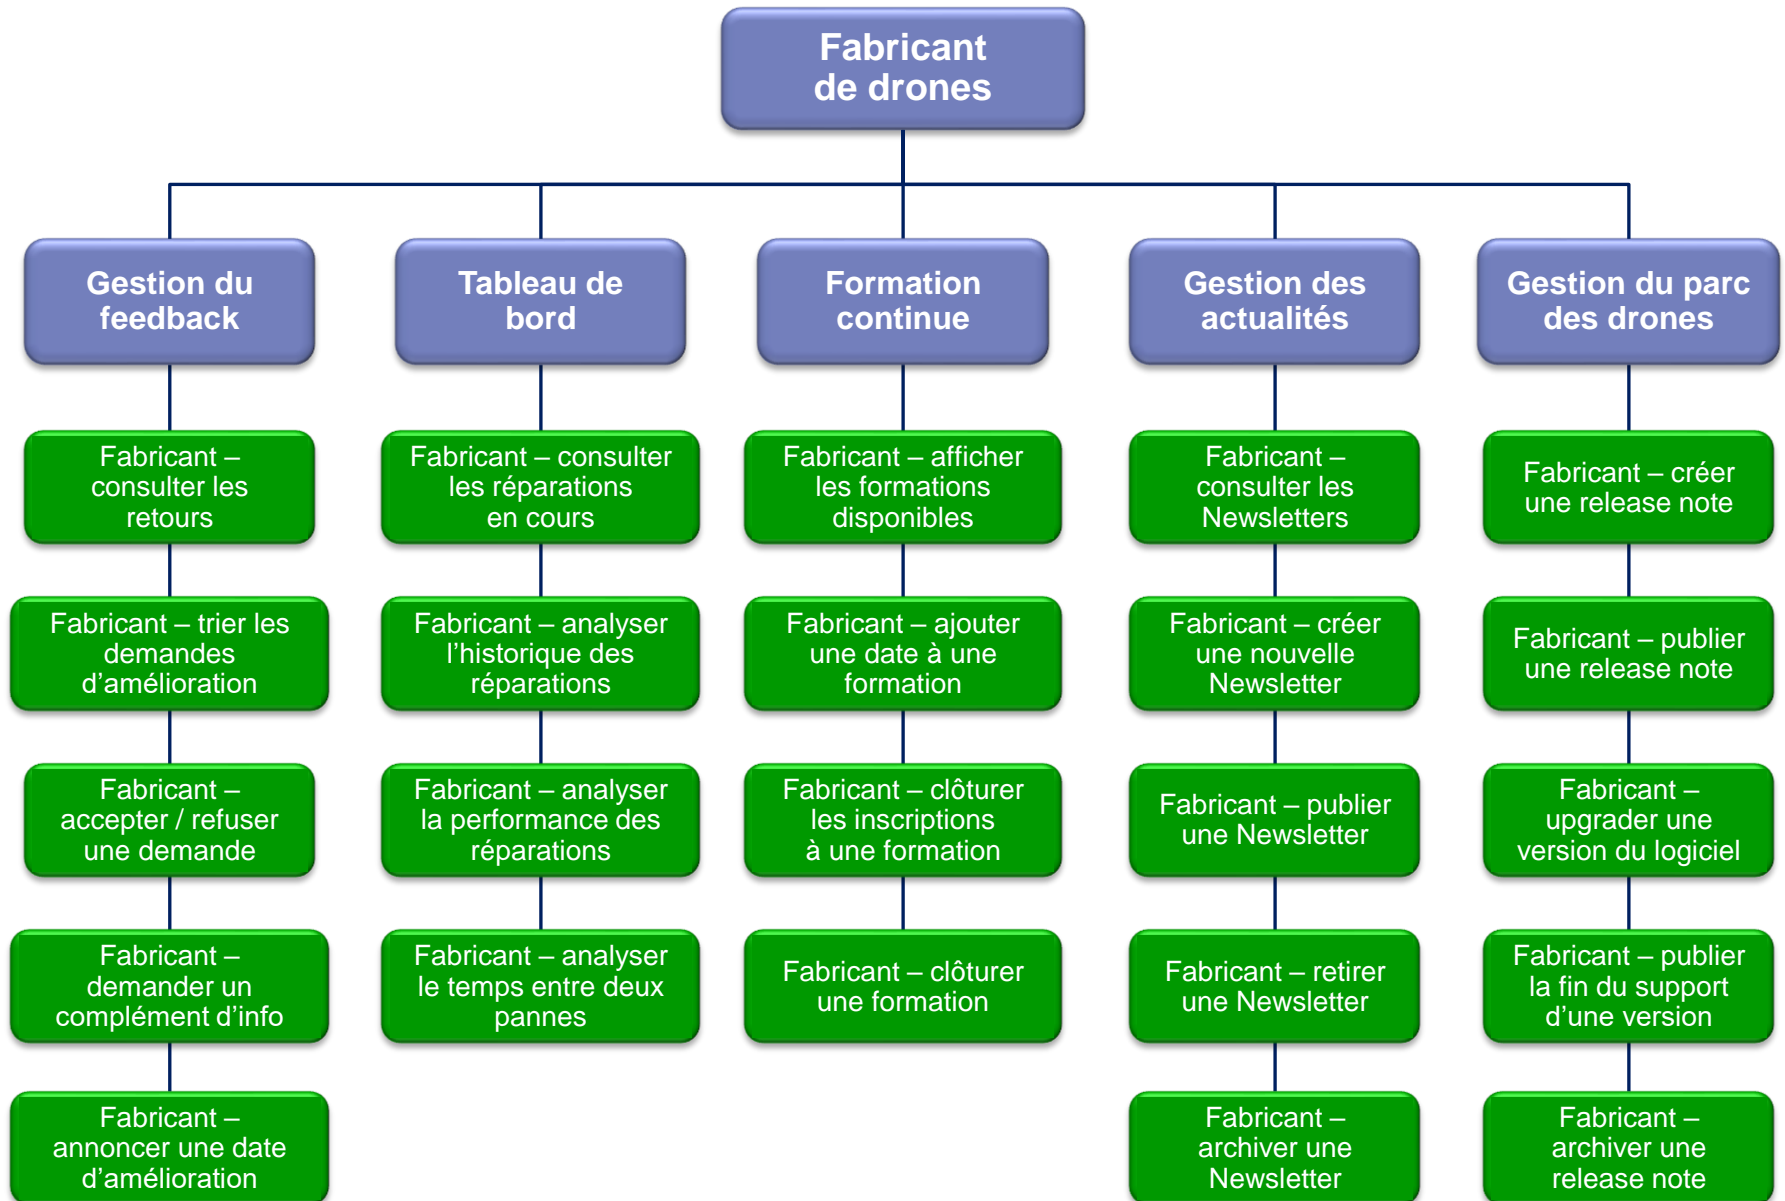 Fabricant
de drones
Gestion du
feedback
Tableau de
bord
Formation
continue
Gestion des
actualités
Gestion du parc
des drones
Fabricant –
consulter les
retours
Fabricant – consulter
les réparations
en cours
Fabricant – afficher
les formations
disponibles
Fabricant –
consulter les
Newsletters
Fabricant – créer
une release note
Fabricant – trier les
demandes
d’amélioration
Fabricant – analyser
l’historique des
réparations
Fabricant – ajouter
une date à une
formation
Fabricant – créer
une nouvelle
Newsletter
Fabricant – publier
une release note
Fabricant –
accepter / refuser
une demande
Fabricant – analyser
la performance des
réparations
Fabricant – clôturer
les inscriptions
à une formation
Fabricant – publier
une Newsletter
Fabricant –
upgrader une
version du logiciel
Fabricant –
demander un
complément d’info
Fabricant – analyser
le temps entre deux
pannes
Fabricant – clôturer
une formation
Fabricant – retirer
une Newsletter
Fabricant – publier
la fin du support
d’une version
Fabricant –
annoncer une date
d’amélioration
Fabricant –
archiver une
Newsletter
Fabricant –
archiver une
release note